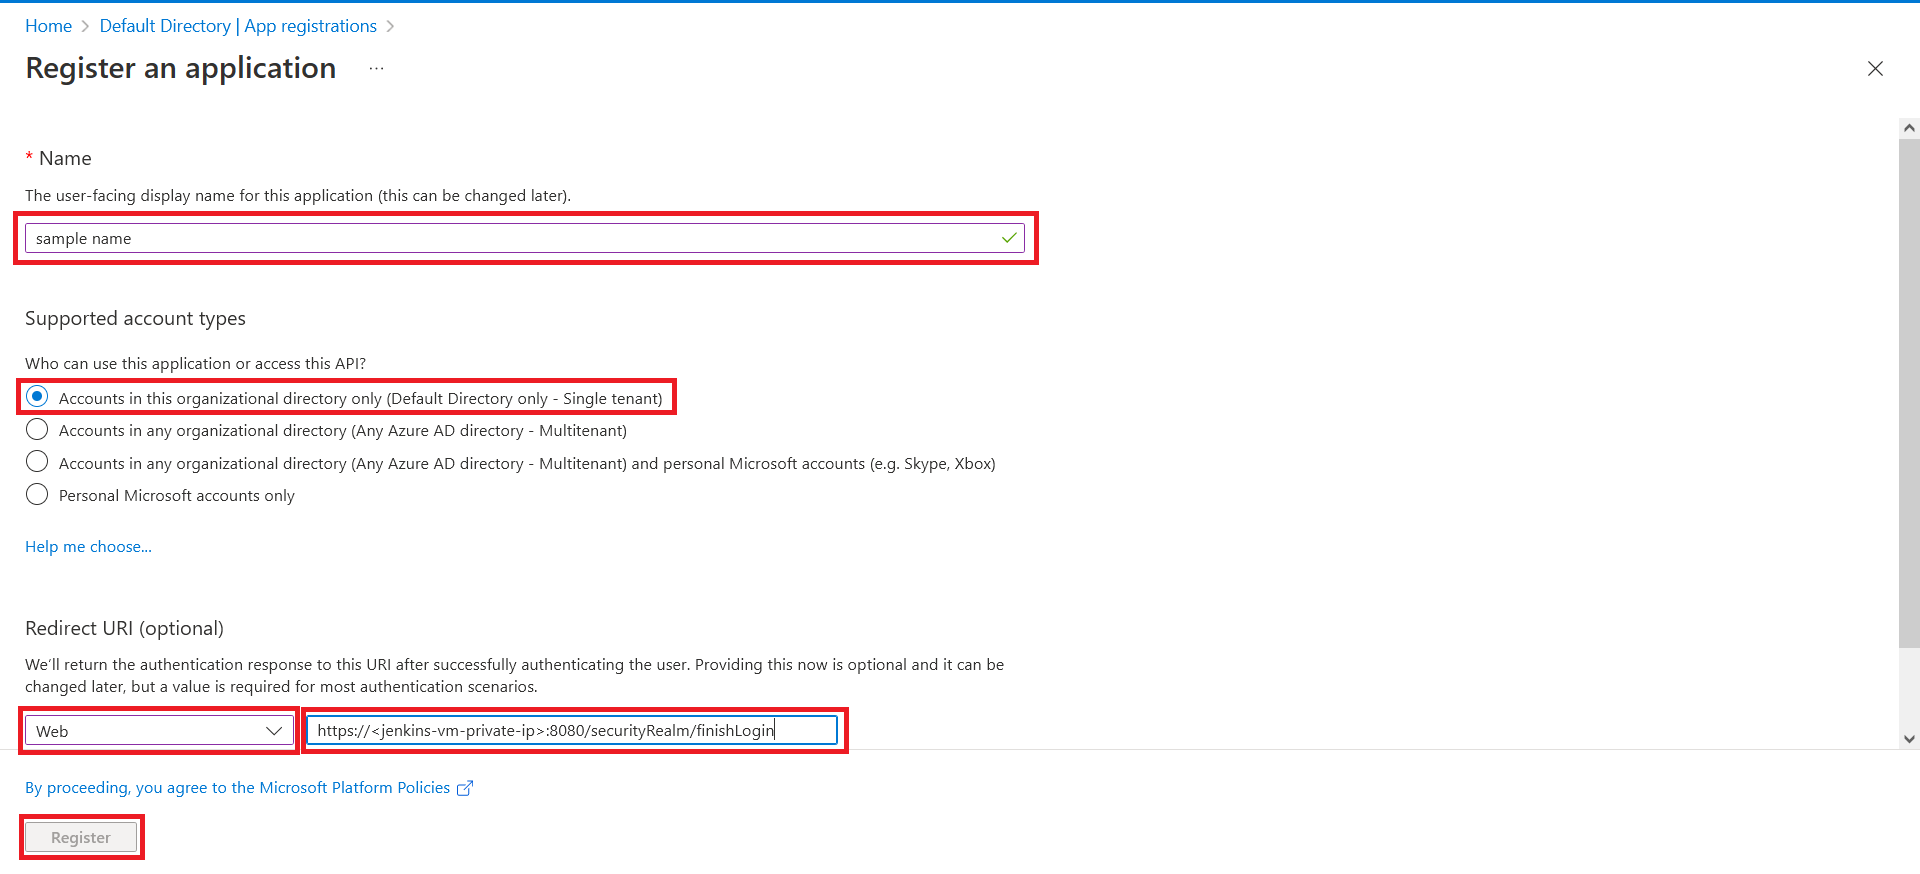 Home > Default Directory | App registrations >
Register an application ...
* Name
The user-facing display name for this application (this can be changed later).
sample name
Supported account types
Who can use this application or access this API?
Accounts in this organizational directory only (Default Directory only - Single tenant)
Accounts in any organizational directory (Any Azure AD directory - Multitenant)
Accounts in any organizational directory (Any Azure AD directory - Multitenant) and personal Microsoft accounts (e.g. Skype, Xbox)
Personal Microsoft accounts only
Help me choose...
Redirect URI (optional)
We'll return the authentication response to this URI after successfully authenticating the user. Providing this now is optional and it can be
changed later, but a value is required for most authentication scenarios.
Web https://<jenkins-vm-private-ip>:8080/securityRealm/finishLogin
By proceeding, you agree to the Microsoft Platform Policies
Register